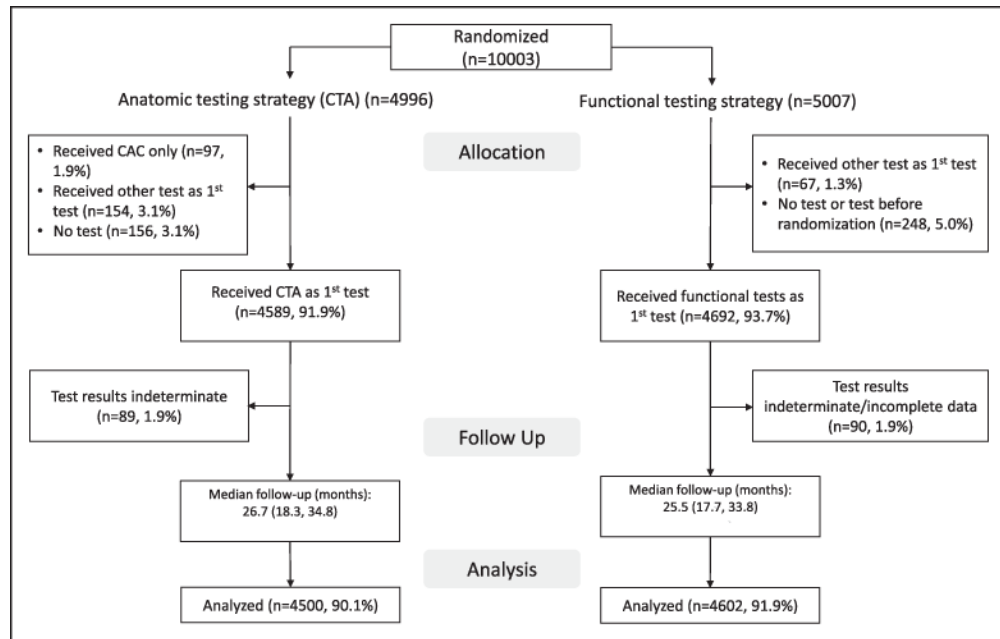 Randomized
(n=10003)
Anatomic testing strategy (CTA) (n=4996)
Functional testing strategy (n=5007)
• Received CAC only (n=97,
1.9%)
• Received other test as 1st
test (n=154, 3.1%)
• No test (n=156, 3.1%)
Allocation
• Received other test as 1st test
(n=67, 1.3%)
• No test or test before
randomization (n=248, 5.0%)
Received CTA as 1st test
(n=4589, 91.9%)
Received functional tests as
1st test (n=4692, 93.7%)
Test results indeterminate
(n=89, 1.9%)
Test results
indeterminate/incomplete data
(n=90, 1.9%)
Follow Up
Median follow-up (months):
26.7 (18.3, 34.8)
Median follow-up (months):
25.5 (17.7, 33.8)
Analysis
Analyzed (n=4500, 90.1%)
Analyzed (n=4602, 91.9%)